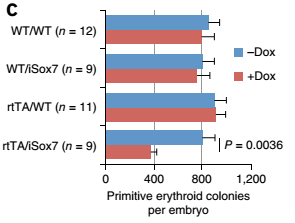 C
WT/WT (n = 12)
–Dox
WT/iSox7 (n = 9)
+Dox
rtTA/WT (n = 11)
rtTA/iSox7 (n = 9)
P = 0.0036
0 400 800 1,200
Primitive erythroid colonies
per embryo